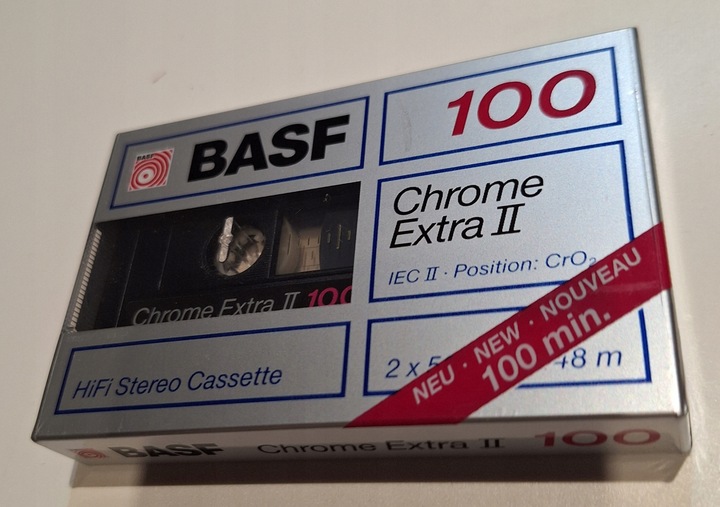 BASF
BASF
100
Chrome
Extra II
IEC II · Position: CrO₂
Chrome Extra II 100
HiFi Stereo Cassette
2 x 5
48 m
NEU · NEW · NOUVEAU
100 min.
BASF Chrome Extra II 100